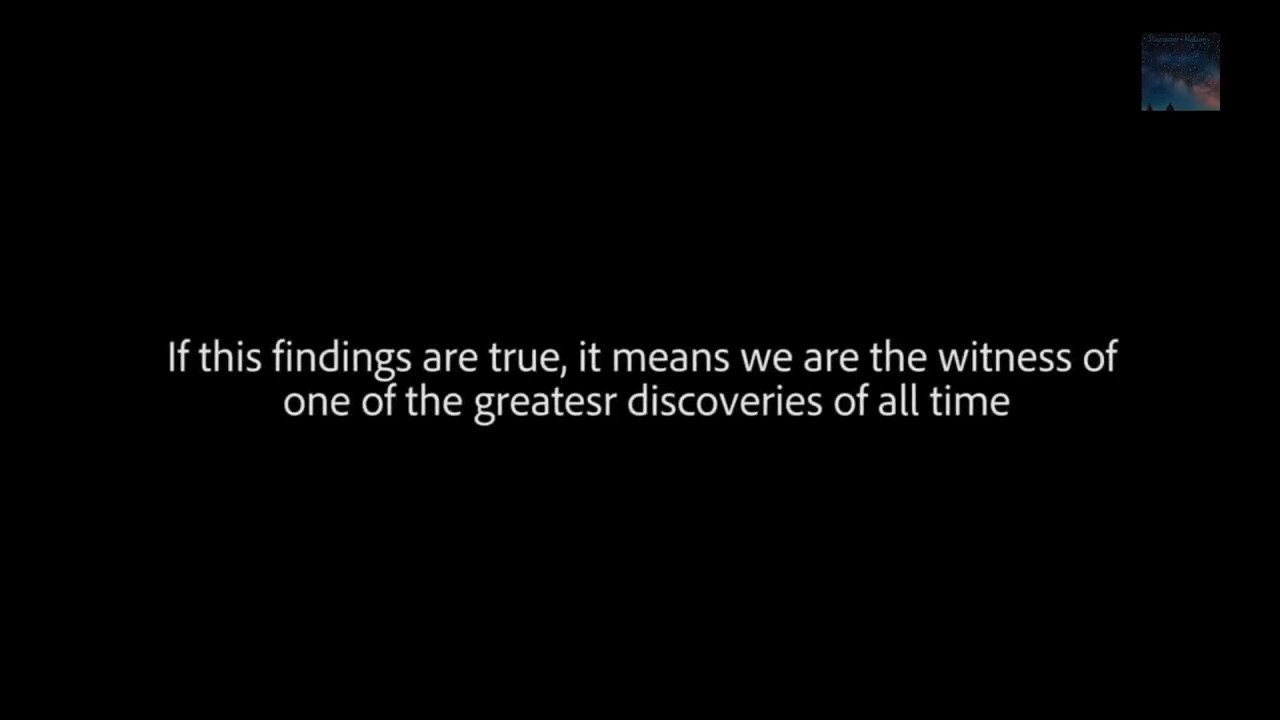 If this findings are true, it means we are the witness of
one of the greatesr discoveries of all time